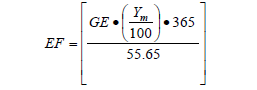 EF = [ GE • ( Ym / 100 ) • 365 / 55.65 ]